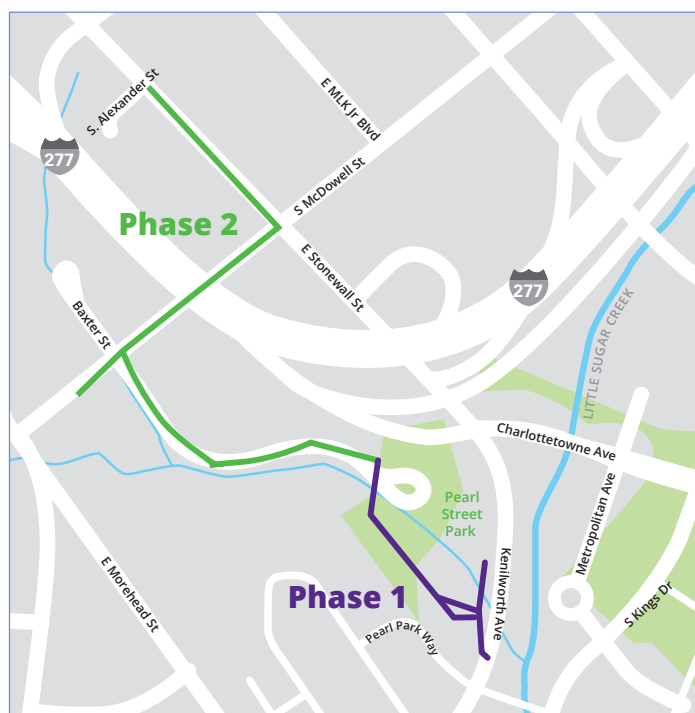 S. Alexander St
E MLK Jr Blvd
277
S McDowell St
Phase 2
E Stonewall St
277
Baxter St
LITTLE SUGAR CREEK
Charlottetowne Ave
Metropolitan Ave
Pearl
Street
Park
E Morehead St
Phase 1
Kenilworth Ave
S Kings Dr
Pearl Park Way